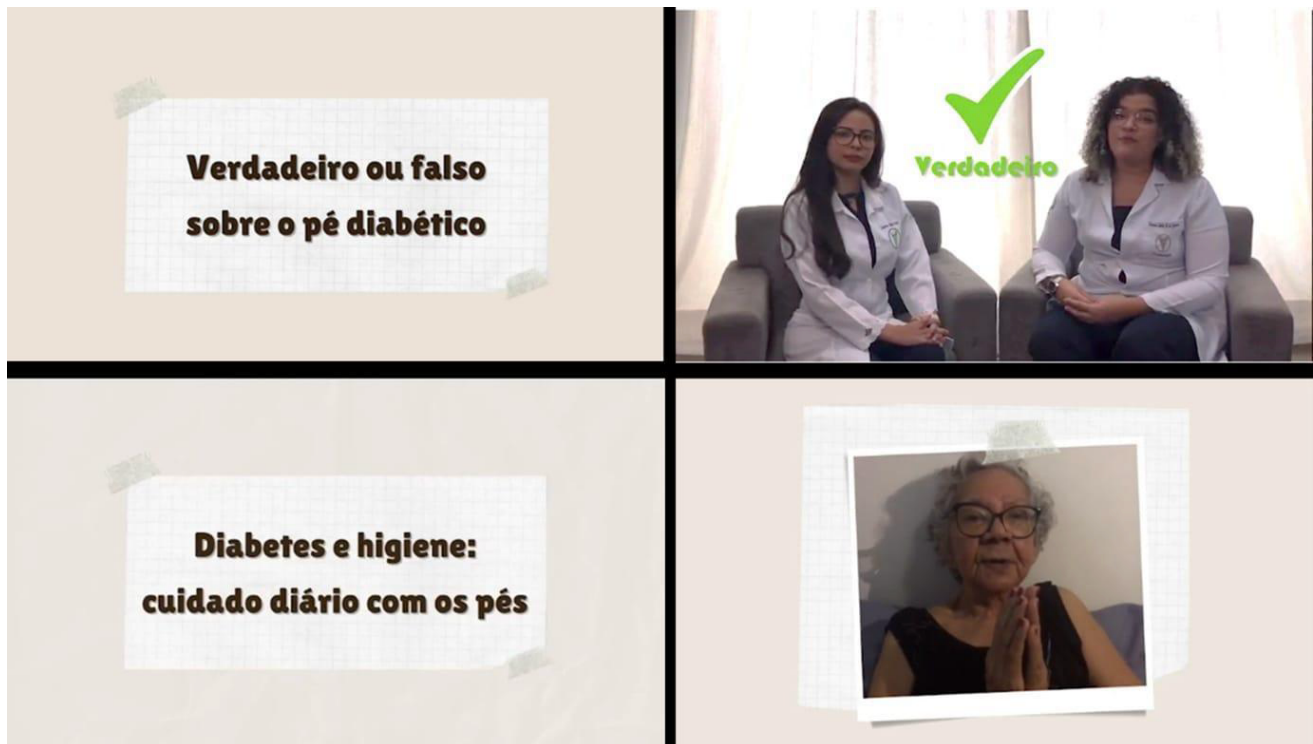 Verdadeiro ou falso
sobre o pé diabético
Verdadeiro
Diabetes e higiene:
cuidado diário com os pés